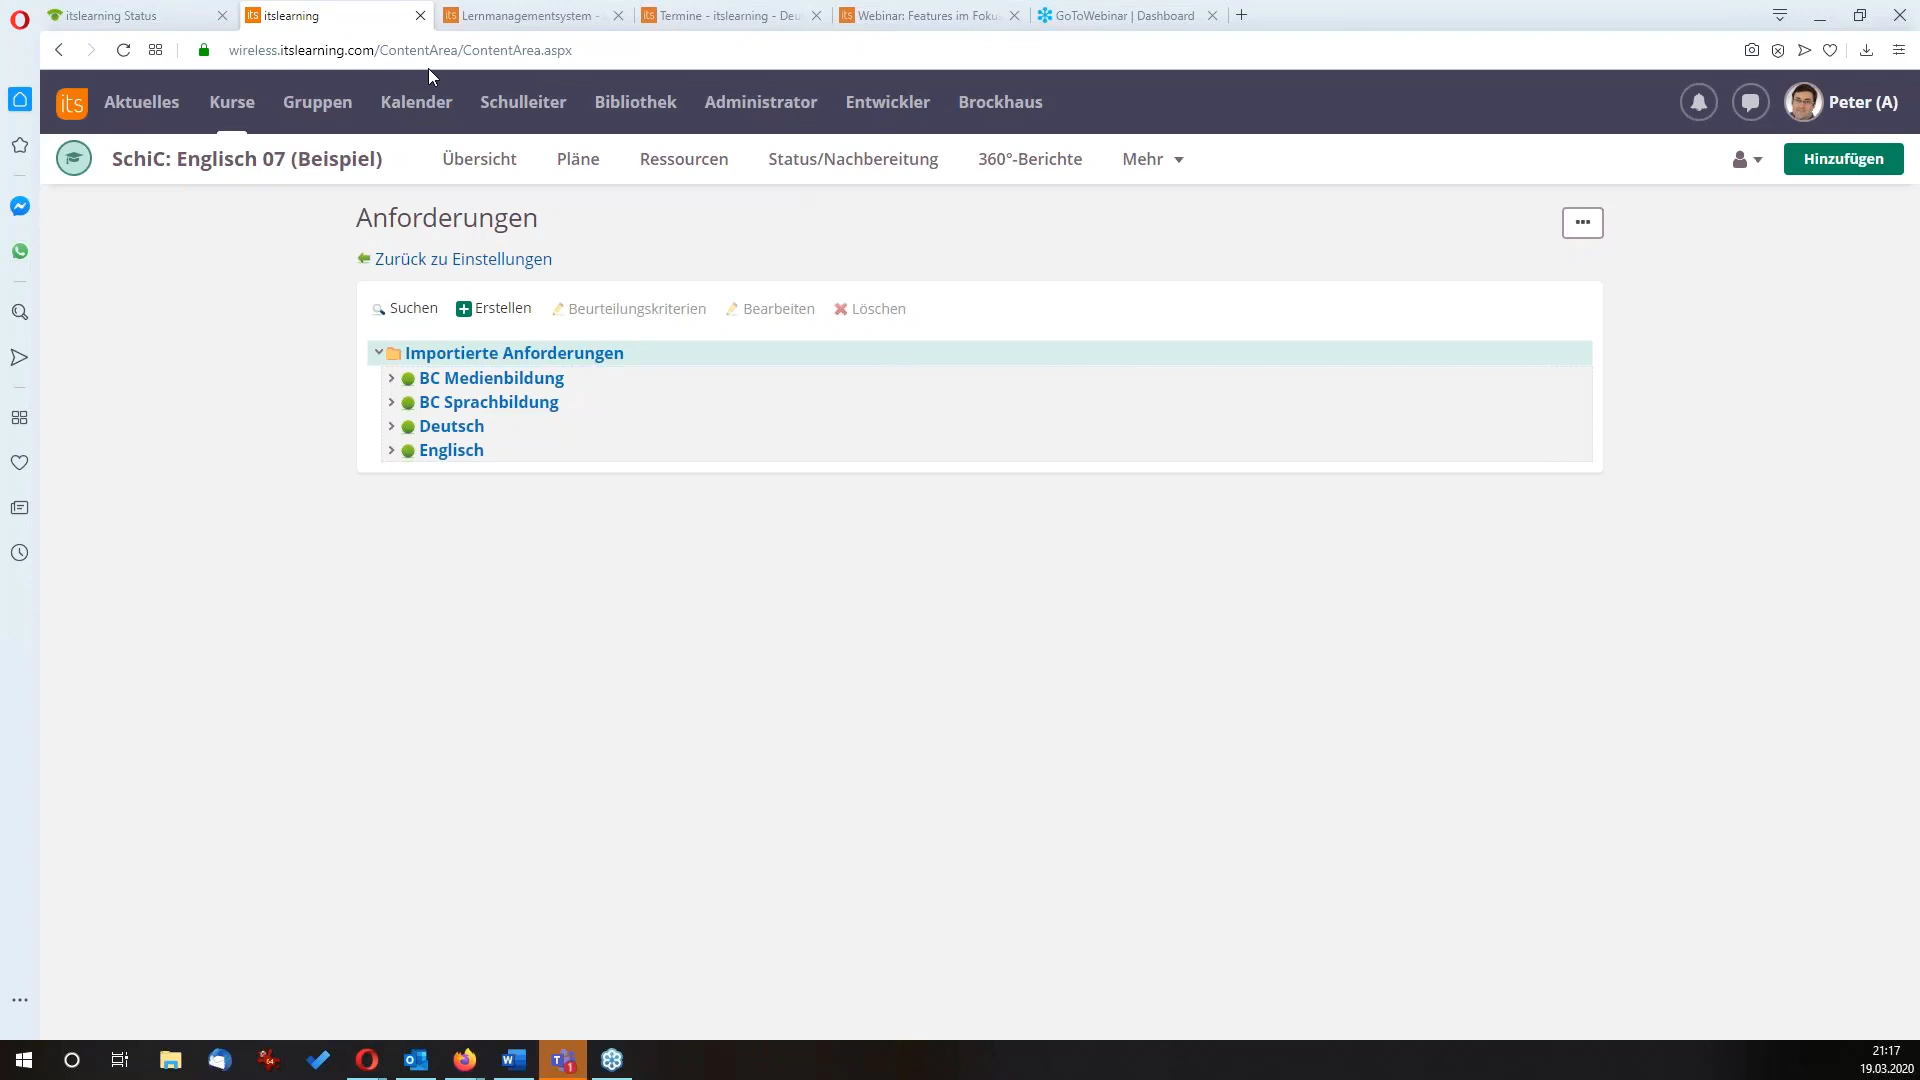 itslearning Status
itslearning
Lernmanagementsystem -
Termine - itslearning - Deu
Webinar: Features im Foku
GoToWebinar | Dashboard
wireless.itslearning.com/ContentArea/ContentArea.aspx
its
Aktuelles
Kurse
Gruppen
Kalender
Schulleiter
Bibliothek
Administrator
Entwickler
Brockhaus
Peter (A)
SchiC: Englisch 07 (Beispiel)
Übersicht
Pläne
Ressourcen
Status/Nachbereitung
360°-Berichte
Mehr
Hinzufügen
Anforderungen
Zurück zu Einstellungen
Suchen
Erstellen
Beurteilungskriterien
Bearbeiten
Löschen
Importierte Anforderungen
BC Medienbildung
BC Sprachbildung
Deutsch
Englisch
21:17
19.03.2020